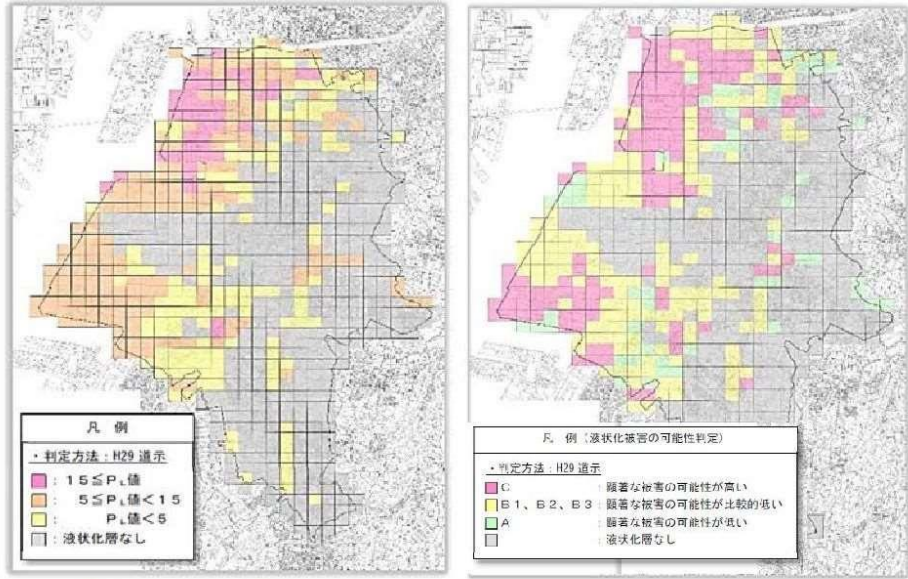 凡 例
・判定方法:H29 道示
: 15≦PL値
: 5≦PL値<15
: PL値<5
: 液状化層なし
凡 例(液状化被害の可能性判定)
・判定方法:H29 道示
C : 顕著な被害の可能性が高い
B1、B2、B3 : 顕著な被害の可能性が比較的低い
A : 顕著な被害の可能性が低い
: 液状化層なし